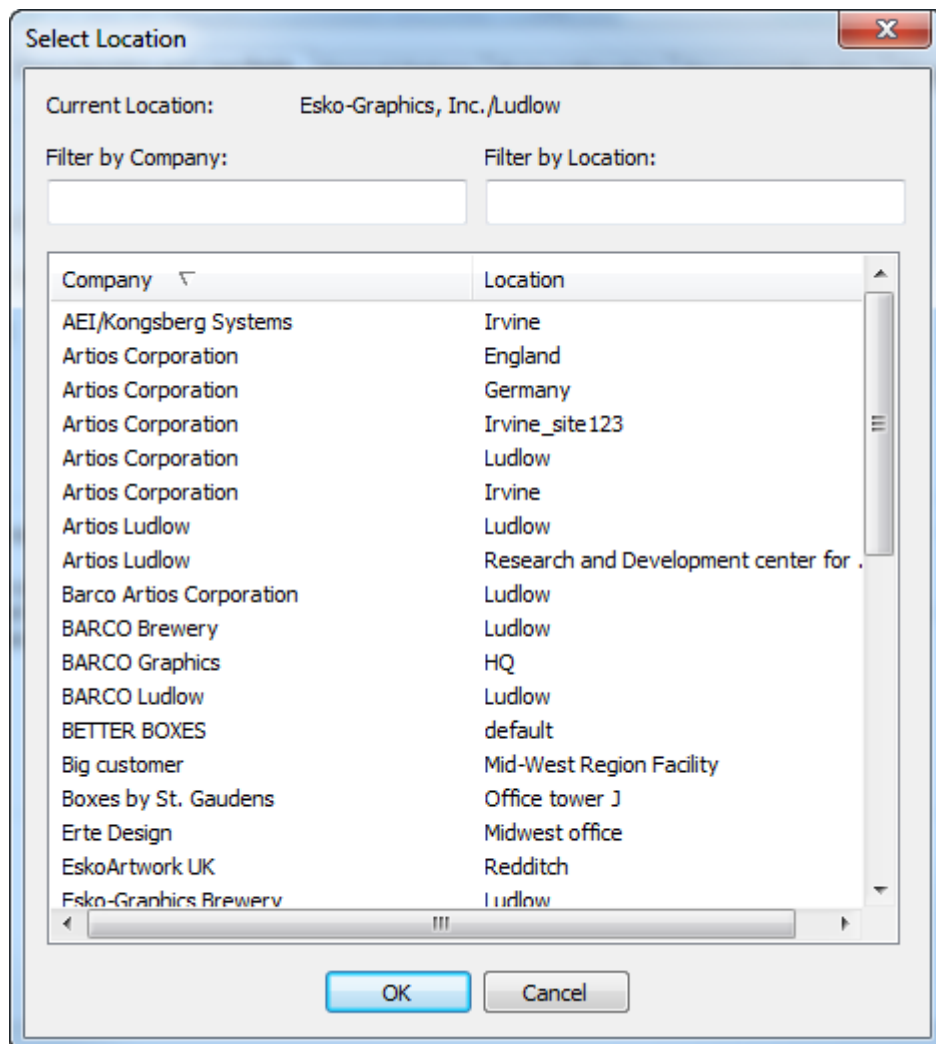 Select Location
Current Location: Esko-Graphics, Inc./Ludlow
Filter by Company: Filter by Location:
Company Location
AEI/Kongsberg Systems Irvine
Artios Corporation England
Artios Corporation Germany
Artios Corporation Irvine_site123
Artios Corporation Ludlow
Artios Corporation Irvine
Artios Ludlow Ludlow
Artios Ludlow Research and Development center for .
Barco Artios Corporation Ludlow
BARCO Brewery Ludlow
BARCO Graphics HQ
BARCO Ludlow Ludlow
BETTER BOXES default
Big customer Mid-West Region Facility
Boxes by St. Gaudens Office tower J
Erte Design Midwest office
EskoArtwork UK Redditch
Esko-Graphics Brewery Ludlow
OK Cancel